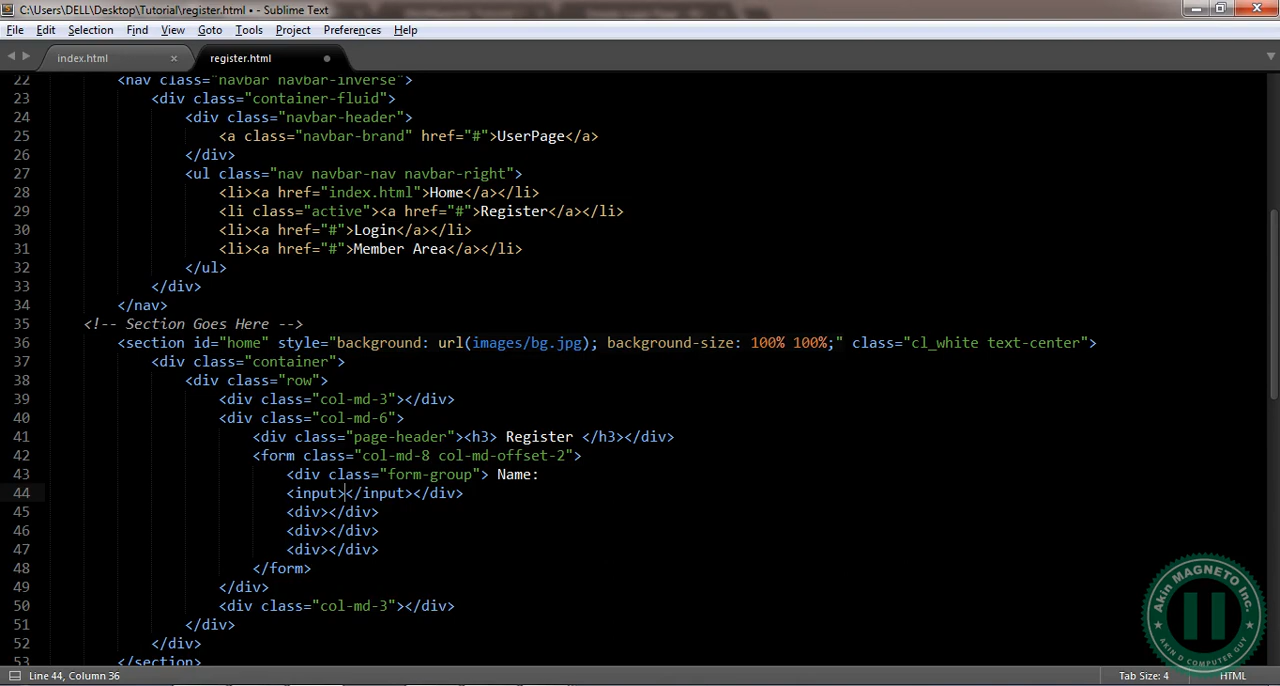 C:\Users\DELL\Desktop\Tutorial\register.html • - Sublime Text
File Edit Selection Find View Goto Tools Project Preferences Help
index.html × register.html
22 <nav class="navbar navbar-inverse">
23 <div class="container-fluid">
24 <div class="navbar-header">
25 <a class="navbar-brand" href="#">UserPage</a>
26 </div>
27 <ul class="nav navbar-nav navbar-right">
28 <li><a href="index.html">Home</a></li>
29 <li class="active"><a href="#">Register</a></li>
30 <li><a href="#">Login</a></li>
31 <li><a href="#">Member Area</a></li>
32 </ul>
33 </div>
34 </nav>
35 <!-- Section Goes Here -->
36 <section id="home" style="background: url(images/bg.jpg); background-size: 100% 100%;" class="cl_white text-center">
37 <div class="container">
38 <div class="row">
39 <div class="col-md-3"></div>
40 <div class="col-md-6">
41 <div class="page-header"><h3> Register </h3></div>
42 <form class="col-md-8 col-md-offset-2">
43 <div class="form-group"> Name:
44 <input></input></div>
45 <div></div>
46 <div></div>
47 <div></div>
48 </form>
49 </div>
50 <div class="col-md-3"></div>
51 </div>
52 </div>
53 </section>
Akin MAGNETO Inc.
AKIN D COMPUTER GUY
Line 44, Column 36 Tab Size: 4 HTML